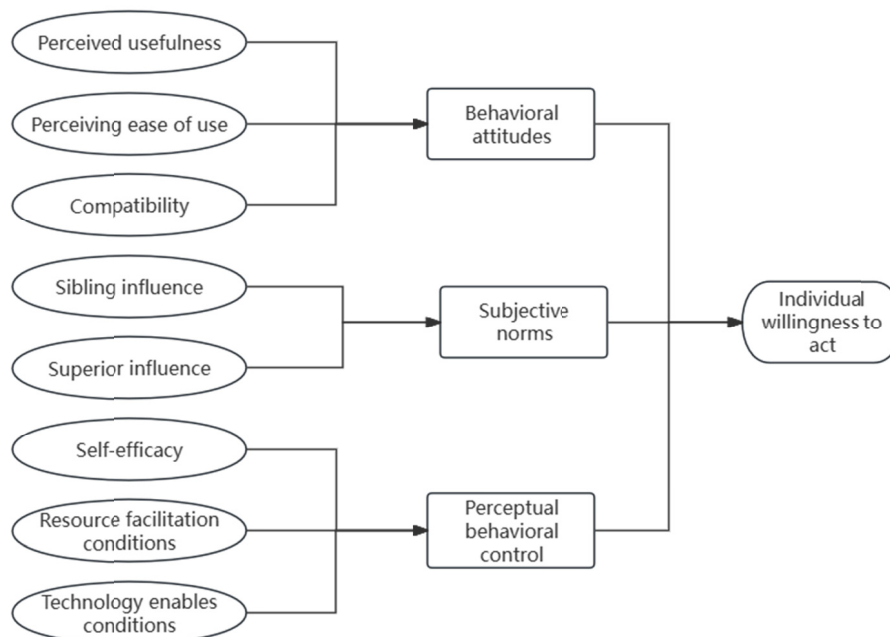 Perceived usefulness
Perceiving ease of use
Compatibility
Sibling influence
Superior influence
Self-efficacy
Resource facilitation
conditions
Technology enables
conditions
Behavioral
attitudes
Subjective
norms
Perceptual
behavioral
control
Individual
willingness to
act